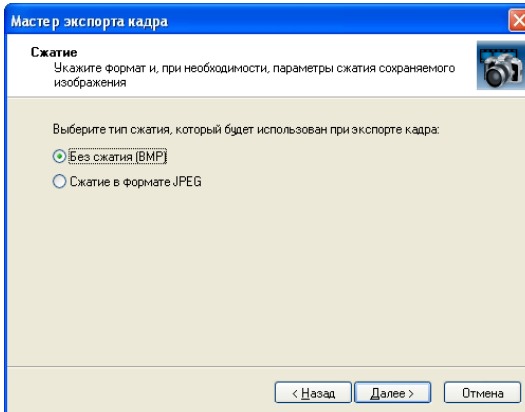 Мастер экспорта кадра
Сжатие
Укажите формат и, при необходимости, параметры сжатия сохраняемого
изображения
Выберите тип сжатия, который будет использован при экспорте кадра:
Без сжатия (BMP)
Сжатие в формате JPEG
< Назад Далее > Отмена